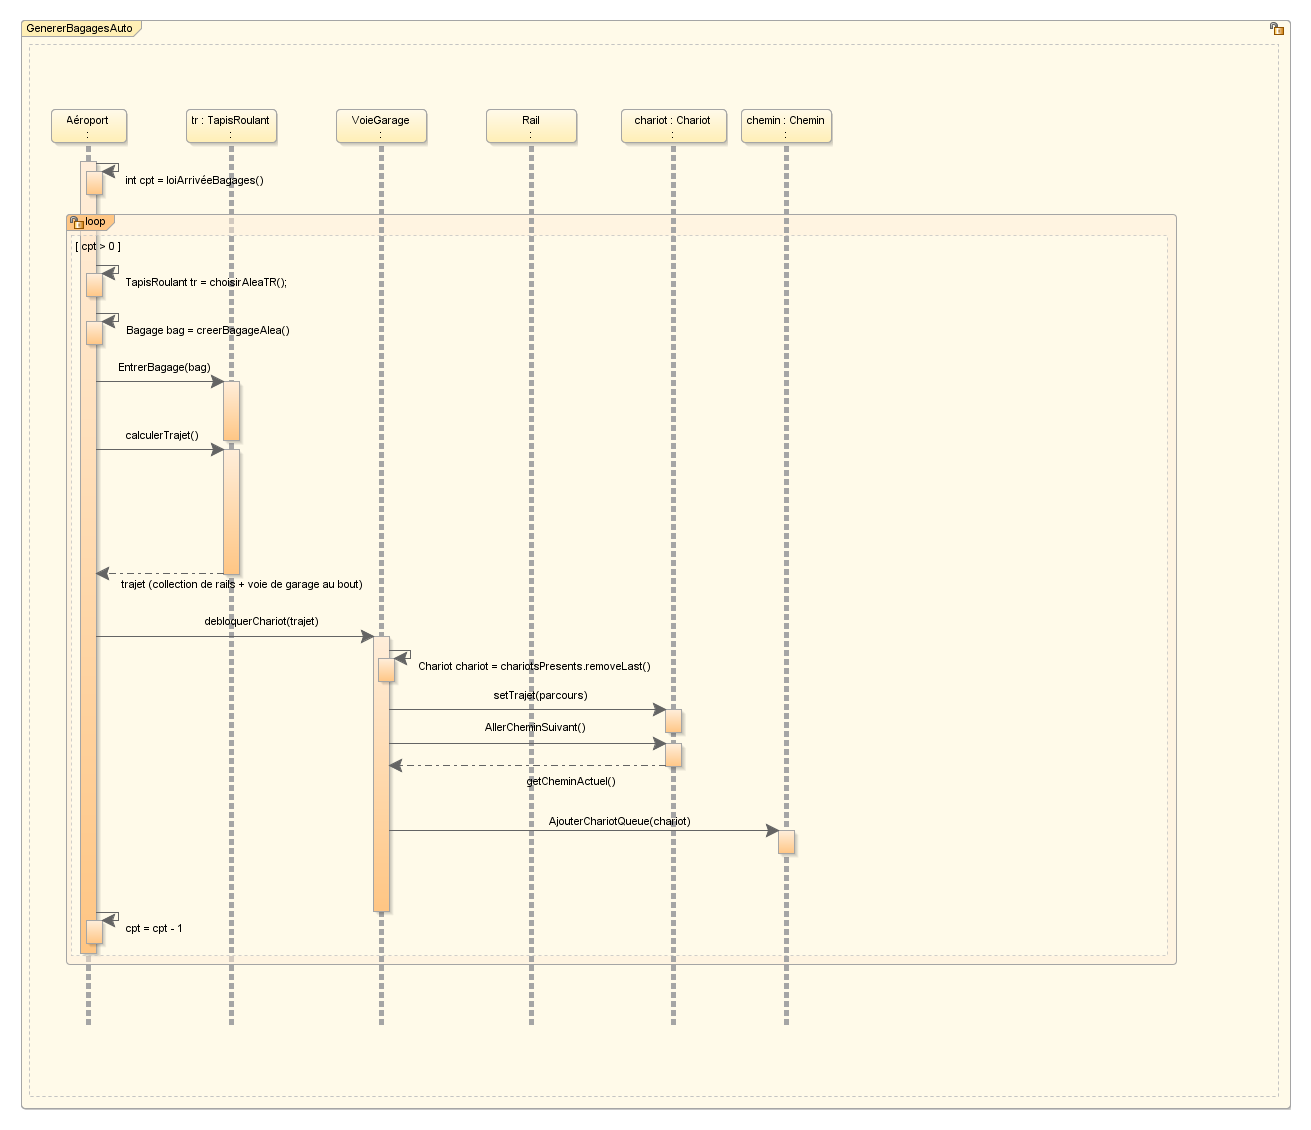 GenererBagagesAuto
Aéroport
:
tr : TapisRoulant
:
VoieGarage
:
Rail
:
chariot : Chariot
:
chemin : Chemin
:
int cpt = loiArrivéeBagages()
loop
[ cpt > 0 ]
TapisRoulant tr = choisirAleaTR();
Bagage bag = creerBagageAlea()
EntrerBagage(bag)
calculerTrajet()
trajet (collection de rails + voie de garage au bout)
debloquerChariot(trajet)
Chariot chariot = chariotsPresents.removeLast()
setTrajet(parcours)
AllerCheminSuivant()
getCheminActuel()
AjouterChariotQueue(chariot)
cpt = cpt - 1